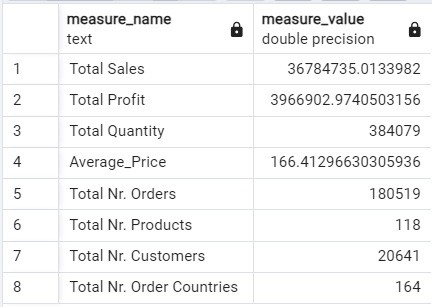 measure_name measure_value
text double precision
1 Total Sales 36784735.0133982
2 Total Profit 3966902.9740503156
3 Total Quantity 384079
4 Average_Price 166.41296630305936
5 Total Nr. Orders 180519
6 Total Nr. Products 118
7 Total Nr. Customers 20641
8 Total Nr. Order Countries 164